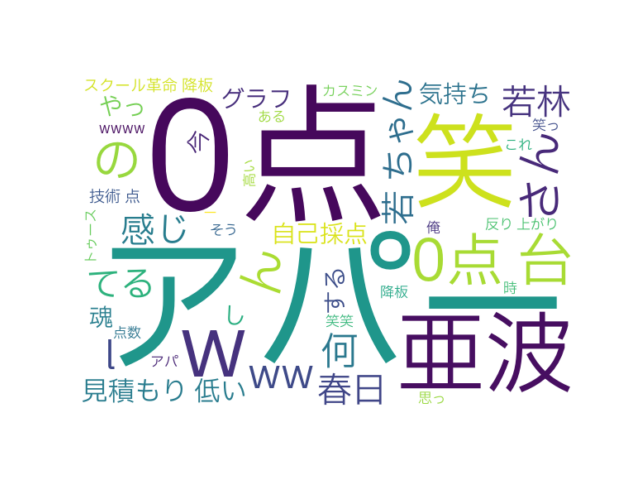 スクール革命 降板
カスミン
やっ
グラフ
気持ち
若林
wwww
今
ある
0点
笑
笑っ
の
これ
ん
れ
高い
若 ちゃん
技術 点
感じ
ー
そう
自己採点
俺
反り 上がり
トゥース
アパー
0点 台
てる
ん
する
降板
時
魂
し
笑笑
点数
l
アパ
w
ww
何
亜波
見積もり 低い
春日
思っ